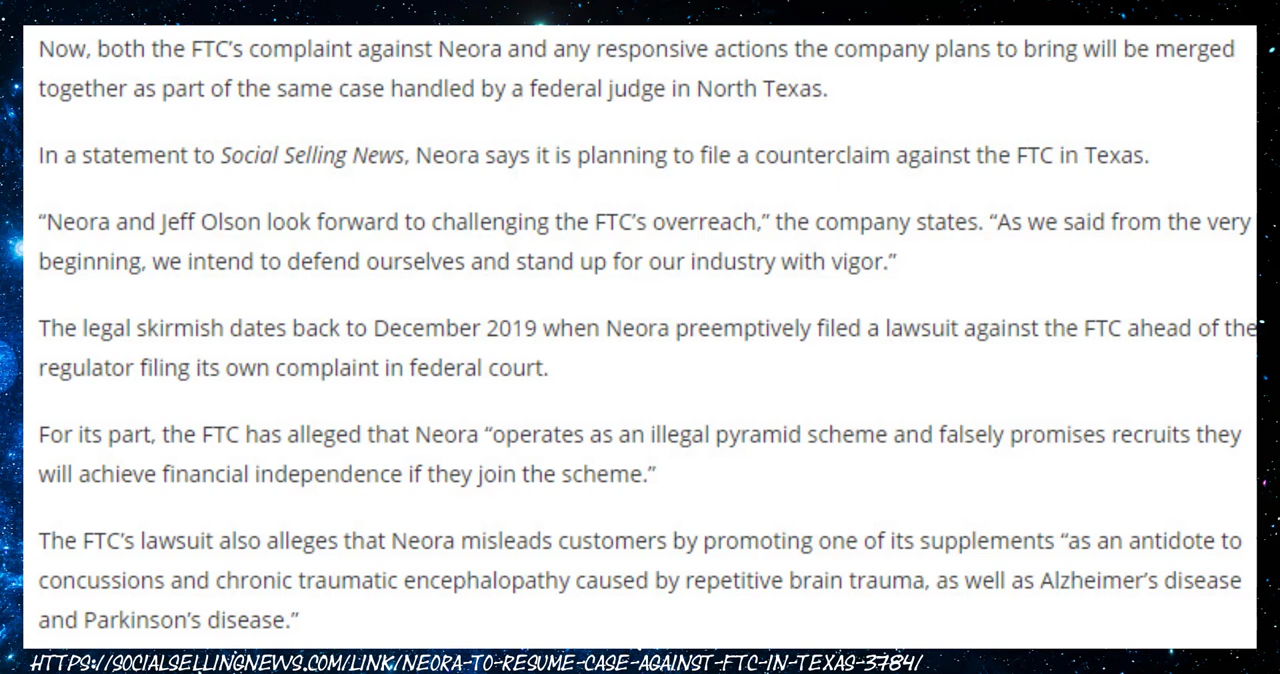 Now, both the FTC’s complaint against Neora and any responsive actions the company plans to bring will be merged
together as part of the same case handled by a federal judge in North Texas.
In a statement to Social Selling News, Neora says it is planning to file a counterclaim against the FTC in Texas.
“Neora and Jeff Olson look forward to challenging the FTC’s overreach,” the company states. “As we said from the very
beginning, we intend to defend ourselves and stand up for our industry with vigor.”
The legal skirmish dates back to December 2019 when Neora preemptively filed a lawsuit against the FTC ahead of the
regulator filing its own complaint in federal court.
For its part, the FTC has alleged that Neora “operates as an illegal pyramid scheme and falsely promises recruits they
will achieve financial independence if they join the scheme.”
The FTC’s lawsuit also alleges that Neora misleads customers by promoting one of its supplements “as an antidote to
concussions and chronic traumatic encephalopathy caused by repetitive brain trauma, as well as Alzheimer’s disease
and Parkinson’s disease.”
HTTPS://SOCIALSELLINGNEWS.COM/LINK/NEORA-TO-RESUME-CASE-AGAINST-FTC-IN-TEXAS-3784/